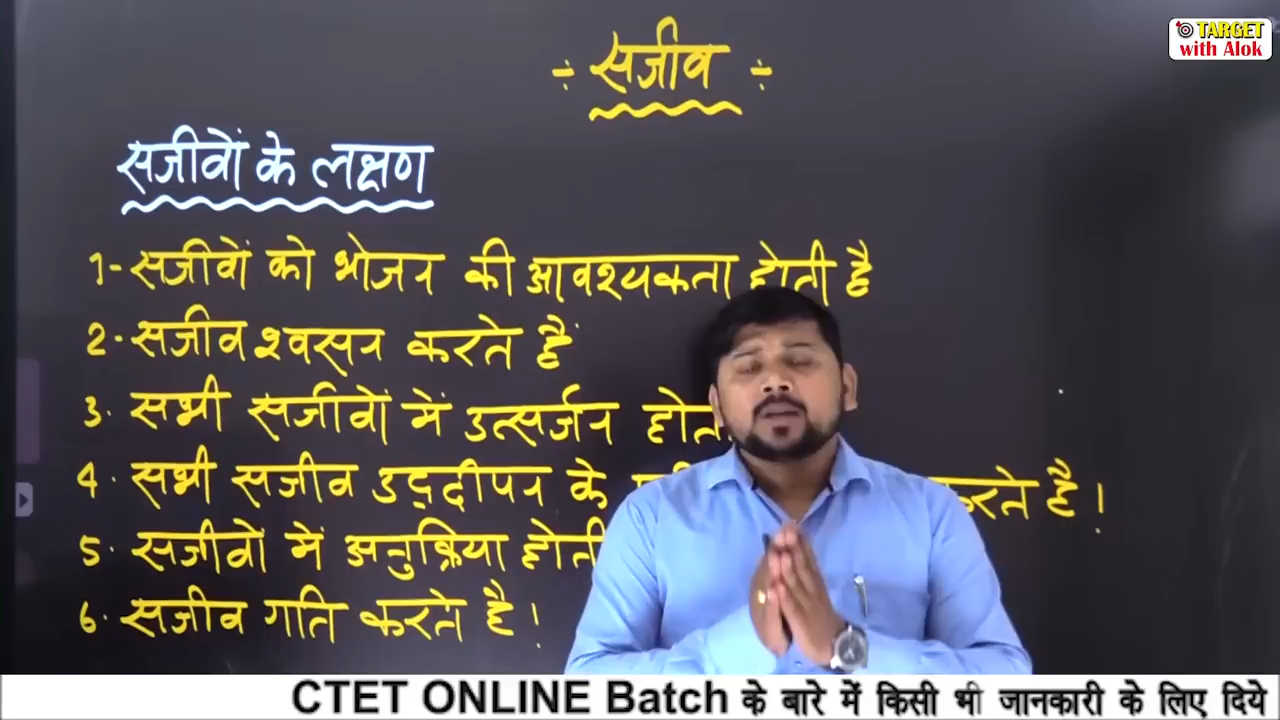 TARGET
with Alok
÷ सजीव ÷
सजीवों के लक्षण
1- सजीवों को भोजन की आवश्यकता होती है
2. सजीव श्वसन करते हैं
3. सभी सजीवों में उत्सर्जन
4. सभी सजीव उद्दीपन के करते है!
5. सजीवों में अनुक्रिया होती
6. सजीव गति करते है!
CTET ONLINE Batch के बारे में किसी भी जानकारी के लिए दिये